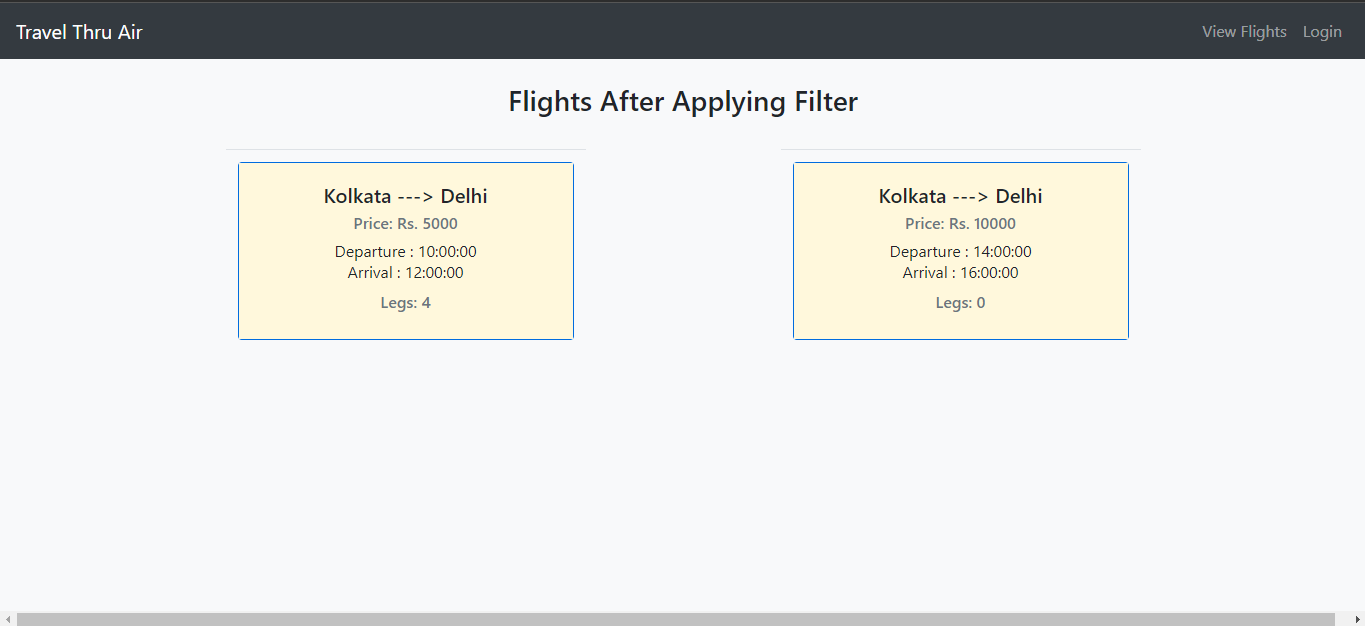 Travel Thru Air
View Flights
Login
Flights After Applying Filter
Kolkata ---> Delhi
Price: Rs. 5000
Departure : 10:00:00
Arrival : 12:00:00
Legs: 4
Kolkata ---> Delhi
Price: Rs. 10000
Departure : 14:00:00
Arrival : 16:00:00
Legs: 0